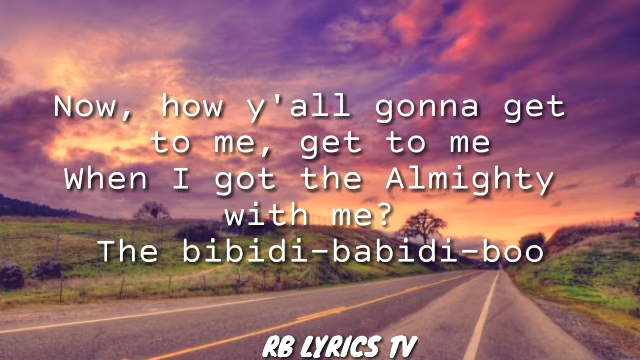 Now, how y'all gonna get
to me, get to me
When I got the Almighty
with me?
The bibidi-babidi-boo
RB LYRICS TV